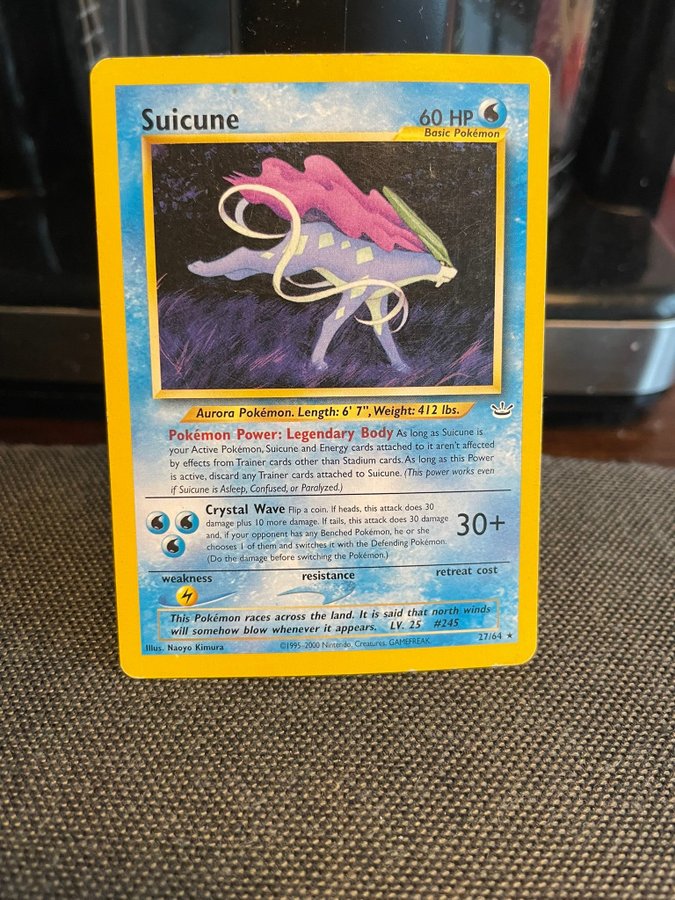 Suicune 60 HP
Basic Pokémon
Aurora Pokémon. Length: 6' 7", Weight: 412 lbs.
Pokémon Power: Legendary Body As long as Suicune is
your Active Pokémon, Suicune and Energy cards attached to it aren't affected
by effects from Trainer cards other than Stadium cards. As long as this Power
is active, discard any Trainer cards attached to Suicune. (This power works even
if Suicune is Asleep, Confused, or Paralyzed.)
Crystal Wave Flip a coin. If heads, this attack does 30
damage plus 10 more damage. If tails, this attack does 30 damage
and, if your opponent has any Benched Pokémon, he or she
chooses 1 of them and switches it with the Defending Pokémon.
(Do the damage before switching the Pokémon.)
30+
weakness resistance retreat cost
This Pokémon races across the land. It is said that north winds
will somehow blow whenever it appears. LV. 25 #245
Illus. Naoyo Kimura ©1995-2000 Nintendo, Creatures, GAMEFREAK 27/64 ★